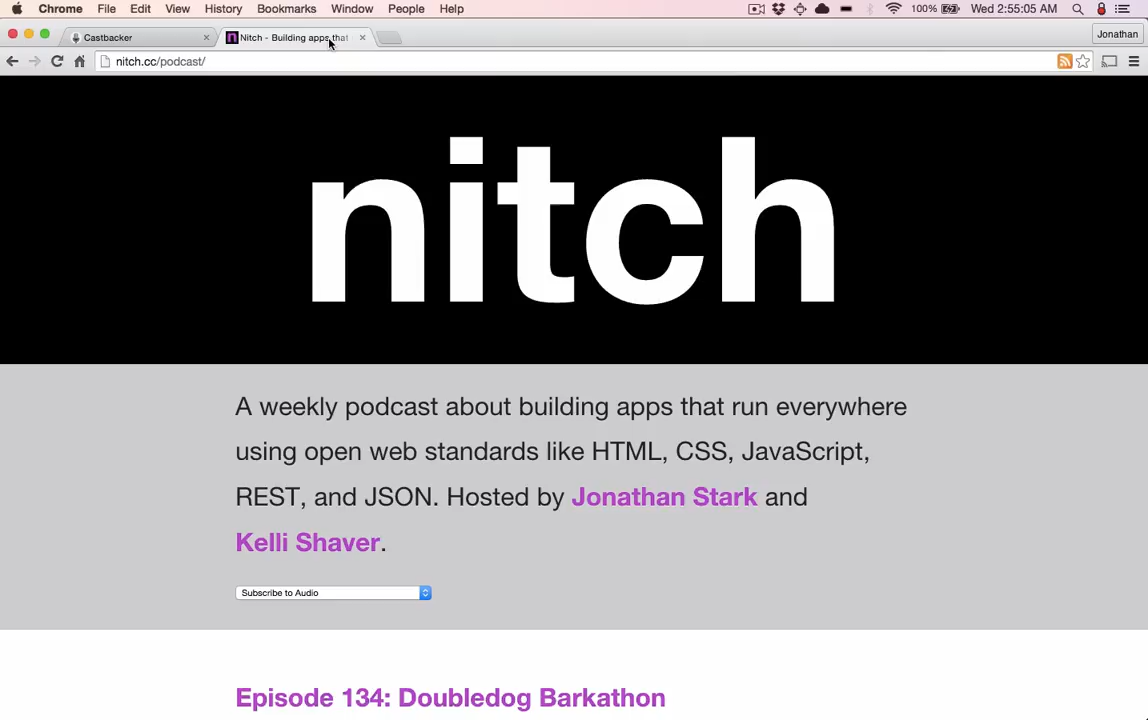 Chrome File Edit View History Bookmarks Window People Help 100% Wed 2:55:05 AM
Castbacker Nitch - Building apps that Jonathan
nitch.cc/podcast/
nitch
A weekly podcast about building apps that run everywhere
using open web standards like HTML, CSS, JavaScript,
REST, and JSON. Hosted by Jonathan Stark and
Kelli Shaver.
Subscribe to Audio
Episode 134: Doubledog Barkathon